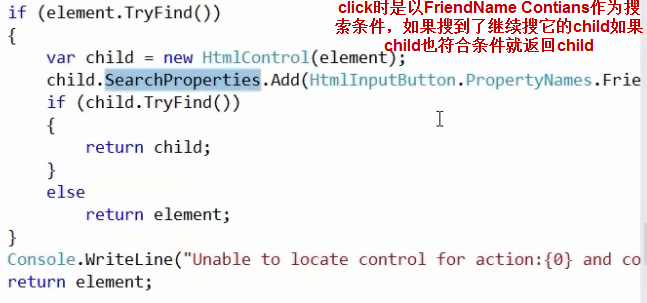 click时是以FriendName Contians作为搜
索条件，如果搜到了继续搜它的child如果
child也符合条件就返回child
if (element.TryFind())
{
var child = new HtmlControl(element);
child.SearchProperties.Add(HtmlInputButton.PropertyNames.Frie
if (child.TryFind())
{
return child;
}
else
return element;
}
Console.WriteLine("Unable to locate control for action:{0} and co
return element;